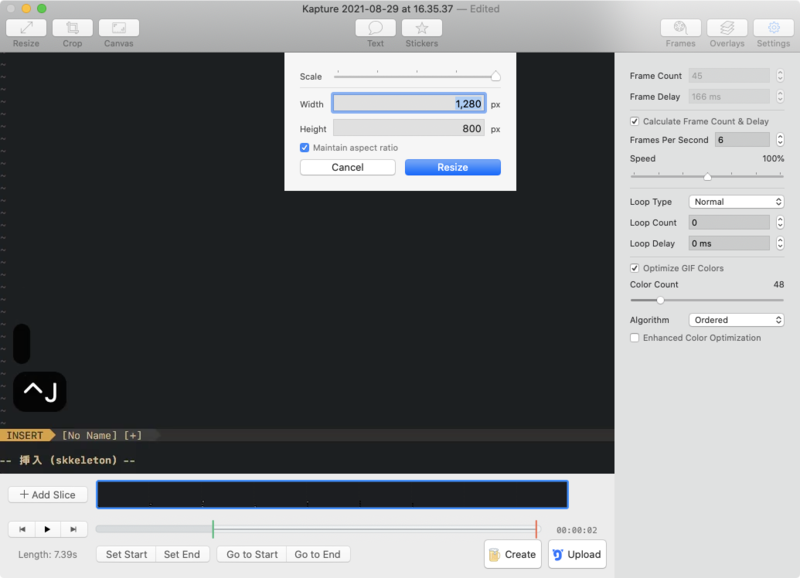 Kapture 2021-08-29 at 16.35.37 — Edited
Resize Crop Canvas Text Stickers Frames Overlays Settings
Scale
Width 1,280 px
Height 800 px
Maintain aspect ratio
Cancel Resize
Frame Count 45
Frame Delay 166 ms
Calculate Frame Count & Delay
Frames Per Second 6
Speed 100%
Loop Type Normal
Loop Count 0
Loop Delay 0 ms
Optimize GIF Colors
Color Count 48
Algorithm Ordered
Enhanced Color Optimization
^J
INSERT [No Name] [+]
-- 挿入 (skkeleton) --
+ Add Slice
00:00:02
Length: 7.39s Set Start Set End Go to Start Go to End Create Upload